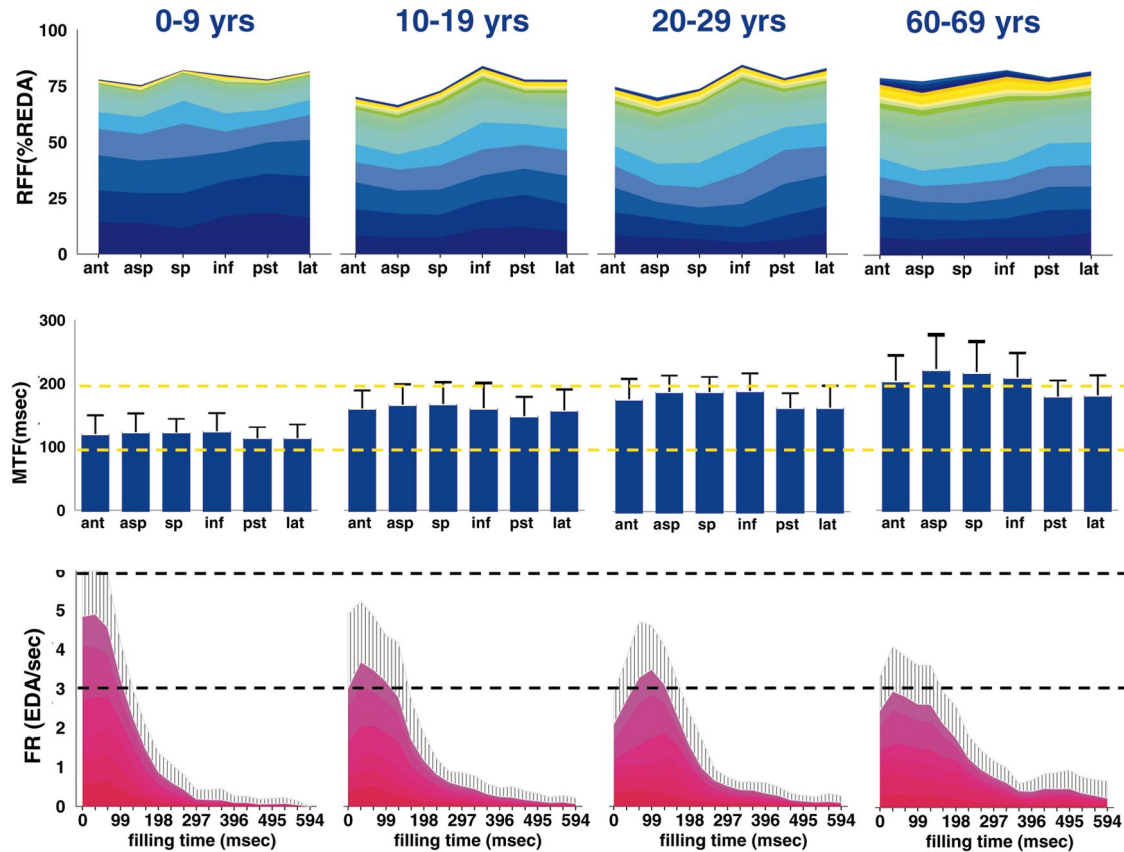 0-9 yrs 10-19 yrs 20-29 yrs 60-69 yrs
RFF(%REDA)
100
75
50
25
0
ant asp sp inf pst lat ant asp sp inf pst lat ant asp sp inf pst lat ant asp sp inf pst lat
MTF(msec)
300
200
100
0
ant asp sp inf pst lat ant asp sp inf pst lat ant asp sp inf pst lat ant asp sp inf pst lat
FR (EDA/sec)
6
5
4
3
2
1
0
0 99 198 297 396 495 594 0 99 198 297 396 495 594 0 99 198 297 396 495 594 0 99 198 297 396 495 594
filling time (msec) filling time (msec) filling time (msec) filling time (msec)